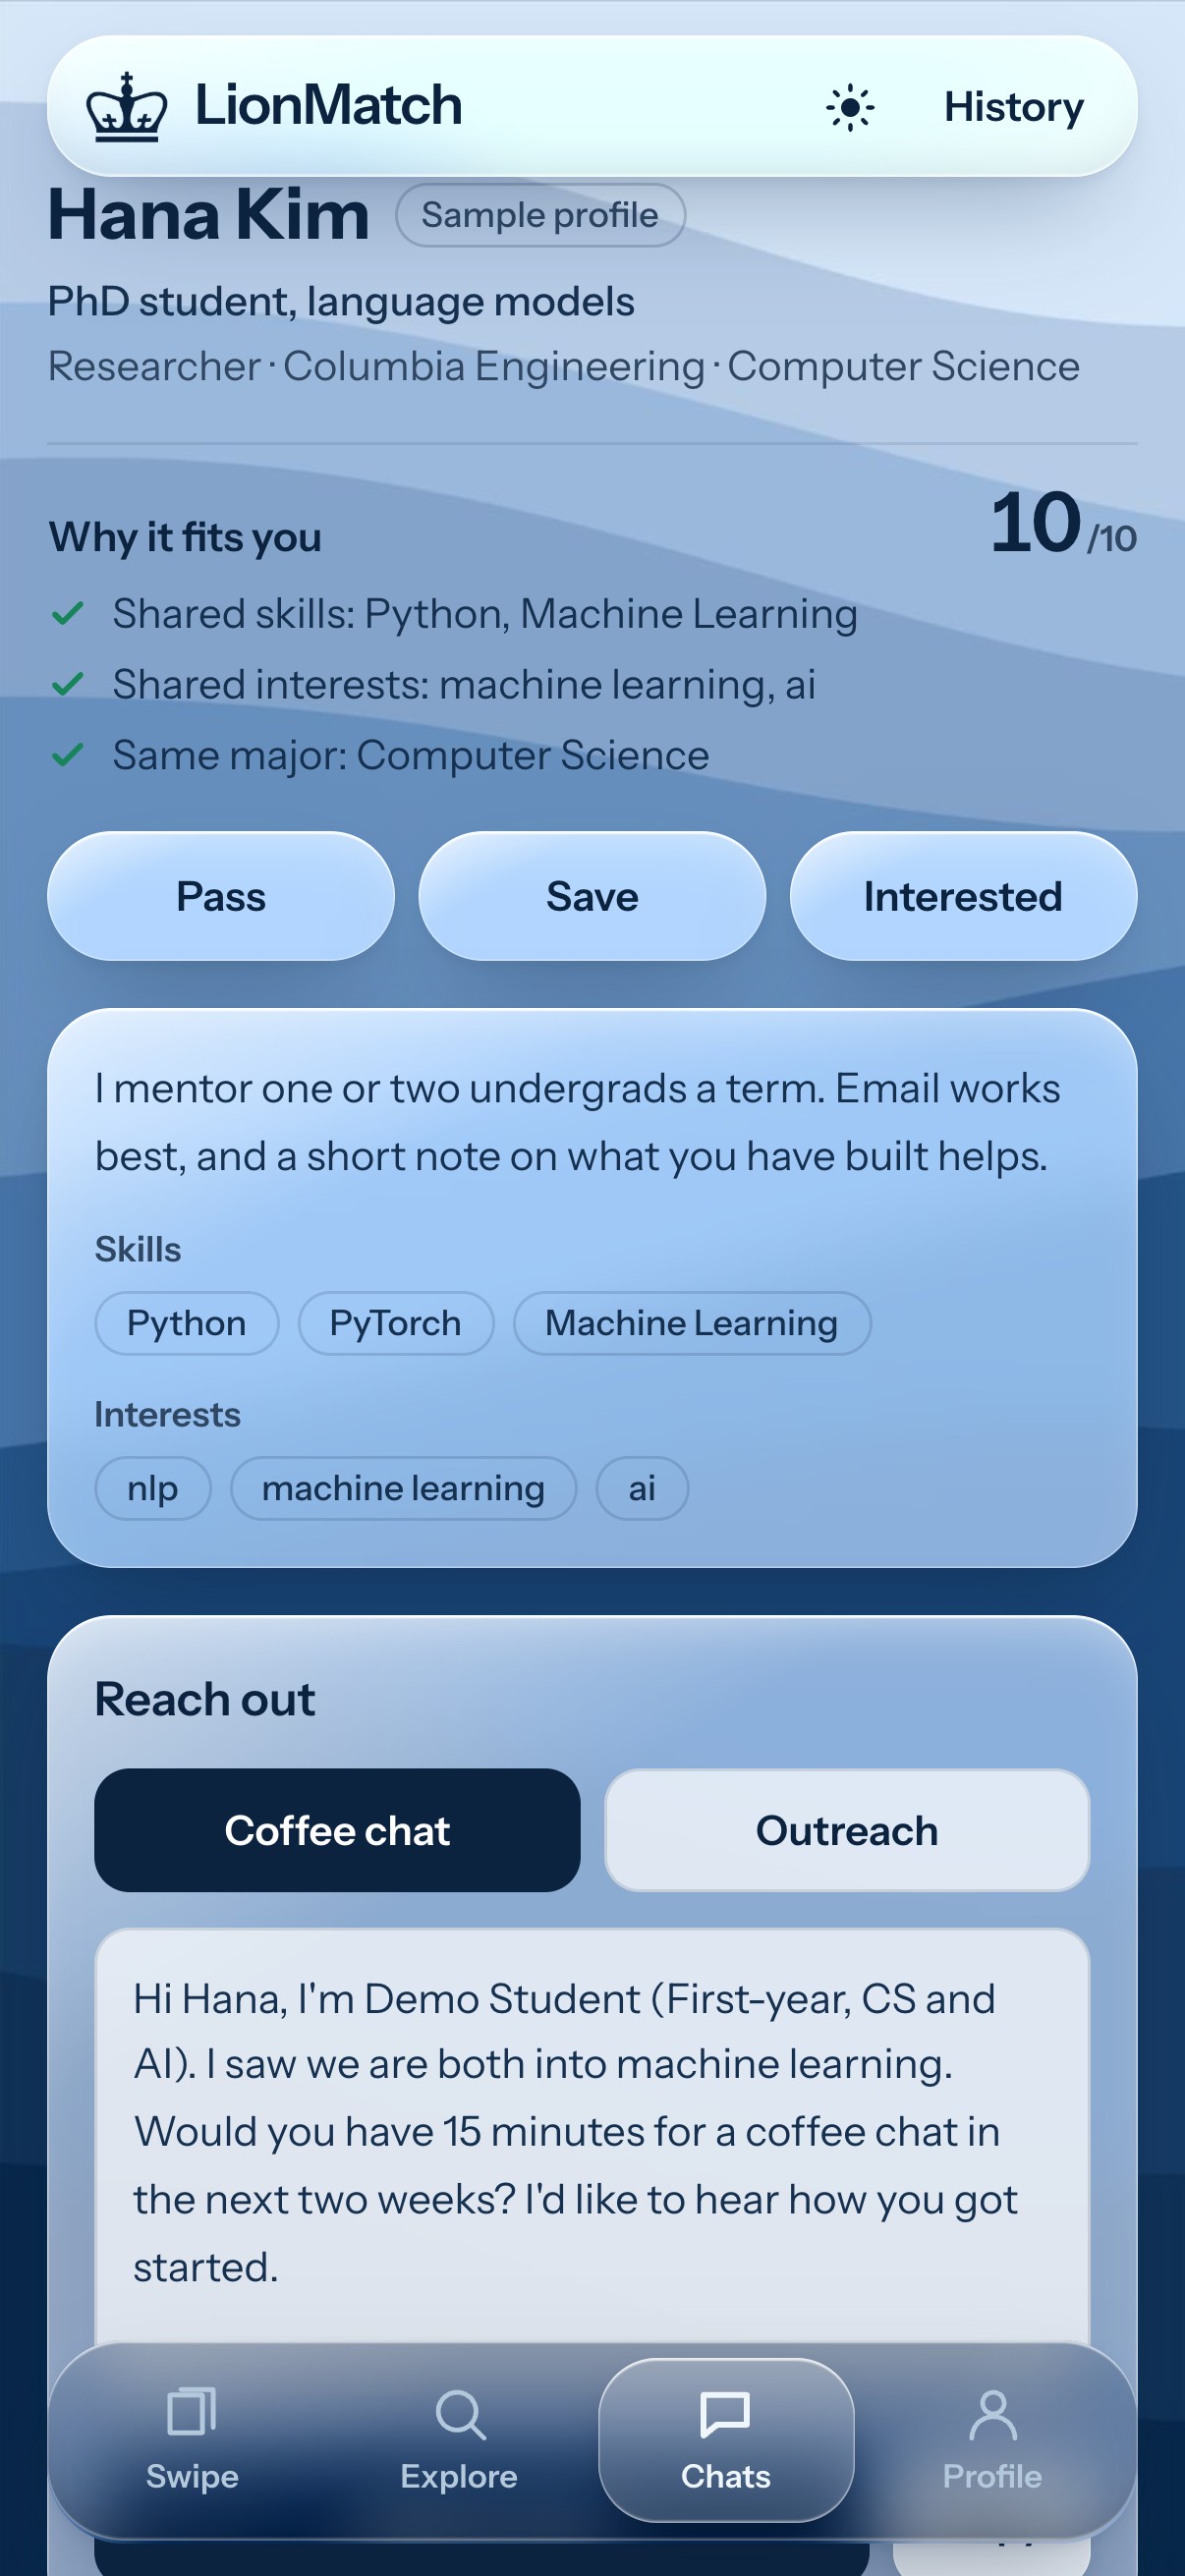 LionMatch
History
Hana Kim
Sample profile
PhD student, language models
Researcher · Columbia Engineering · Computer Science
Why it fits you
10/10
Shared skills: Python, Machine Learning
Shared interests: machine learning, ai
Same major: Computer Science
Pass
Save
Interested
I mentor one or two undergrads a term. Email works
best, and a short note on what you have built helps.
Skills
Python
PyTorch
Machine Learning
Interests
nlp
machine learning
ai
Reach out
Coffee chat
Outreach
Hi Hana, I'm Demo Student (First-year, CS and
AI). I saw we are both into machine learning.
Would you have 15 minutes for a coffee chat in
the next two weeks? I'd like to hear how you got
started.
Swipe
Explore
Chats
Profile